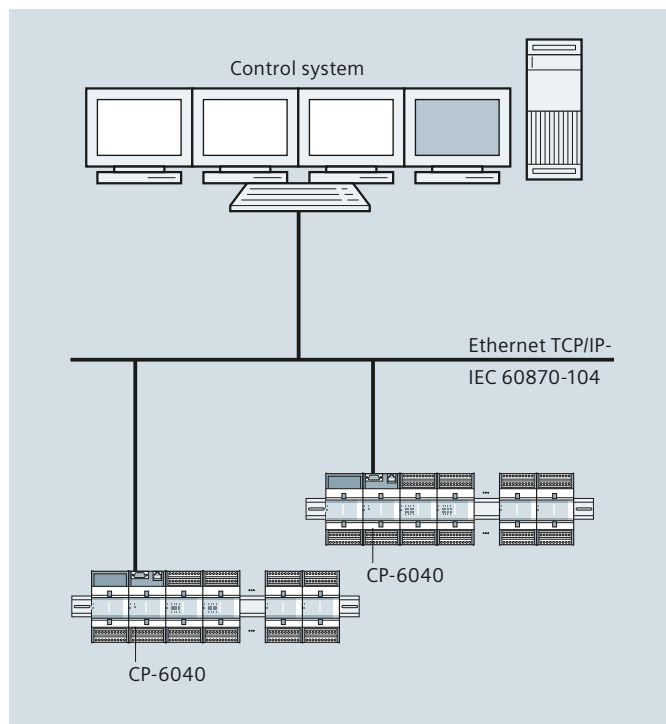 Control system
Ethernet TCP/IP-
IEC 60870-104
CP-6040
CP-6040